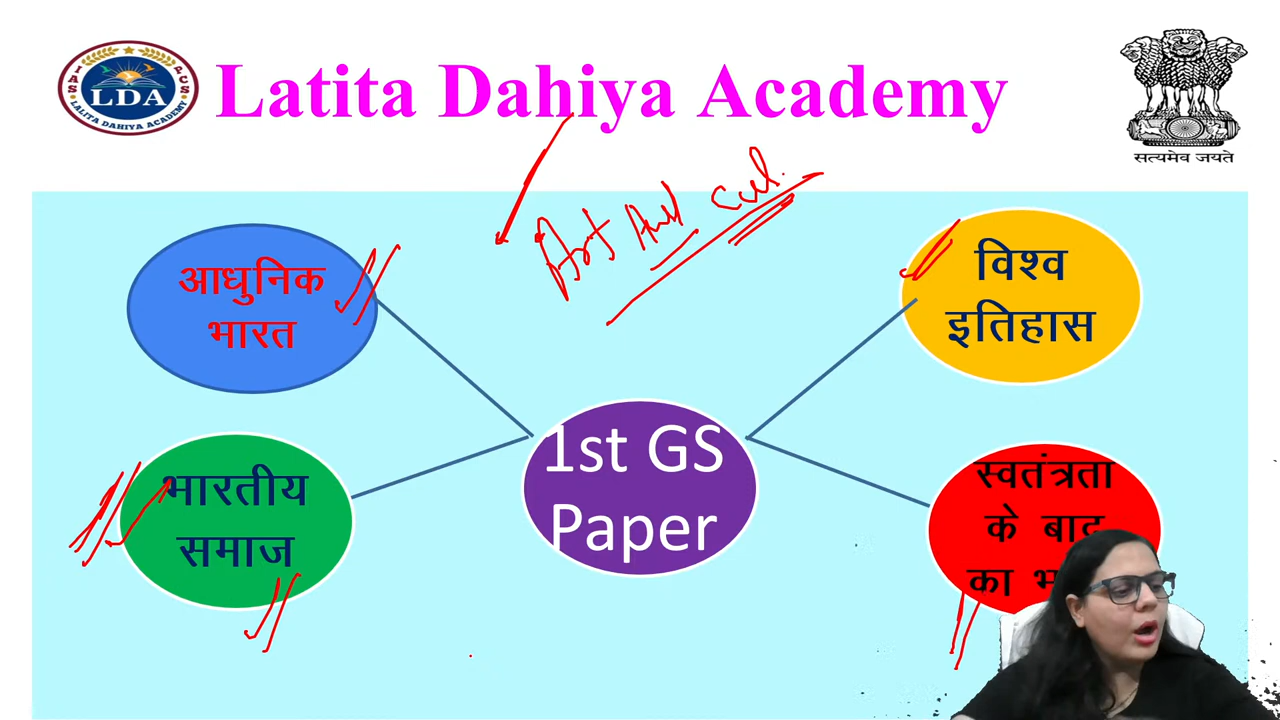 IAS
PCS
LDA
LALITA DAHIYA ACADEMY
Latita Dahiya Academy
सत्यमेव जयते
Art And Cul.
आधुनिक
भारत
विश्व
इतिहास
1st GS
Paper
भारतीय
समाज
स्वतंत्रता
के बाद
का